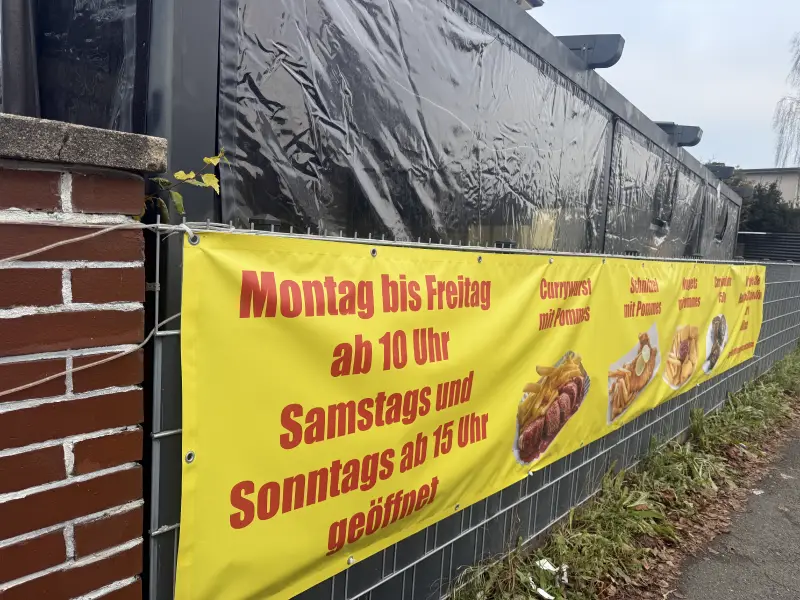 Montag bis Freitag
ab 10 Uhr
Samstags und
Sonntags ab 15 Uhr
geöffnet
Currywurst
mit Pommes
Schnitzel
mit Pommes